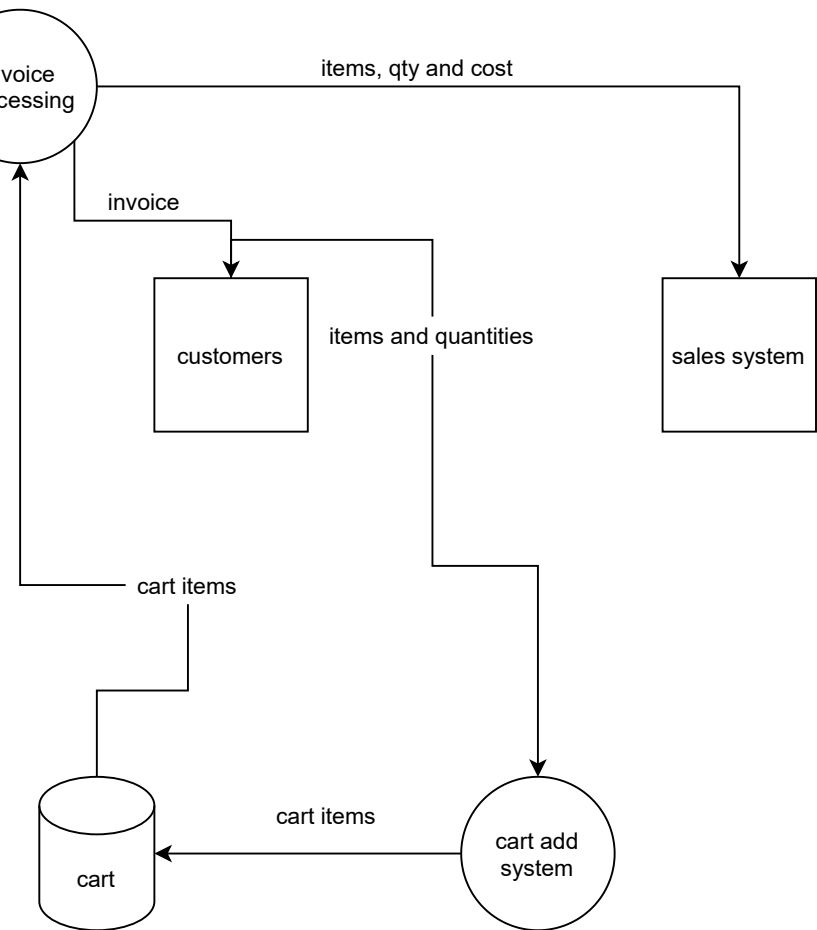 voice
cessing
items, qty and cost
invoice
items and quantities
customers
sales system
cart items
cart items
cart add
system
cart